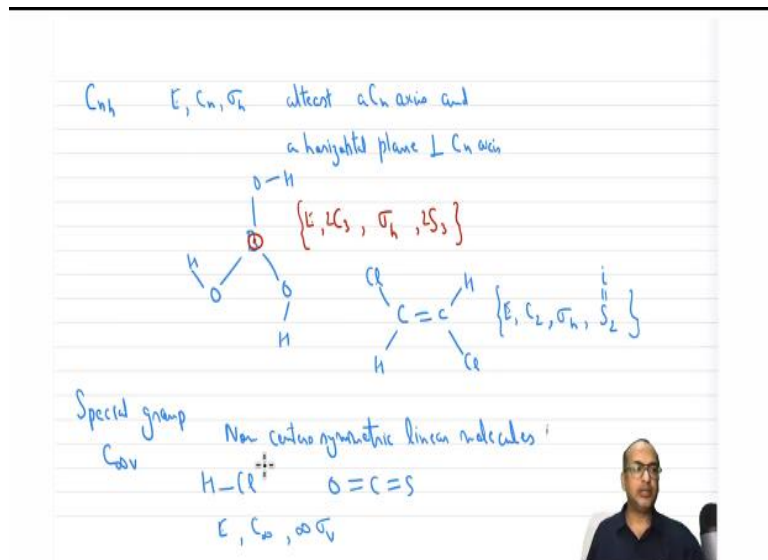 Cnh E, Cn, σh atleast a Cn axis and
a horizontal plane ⊥ Cn axis
O–H
{E, 2C3, σh, 2S3}
H
O O
H
Cl H i
C=C {E, C2, σh, S2}
H Cl
Special group Non centrosymmetric linear molecules
C∞v
H–Cl O=C=S
E, C∞, ∞σv